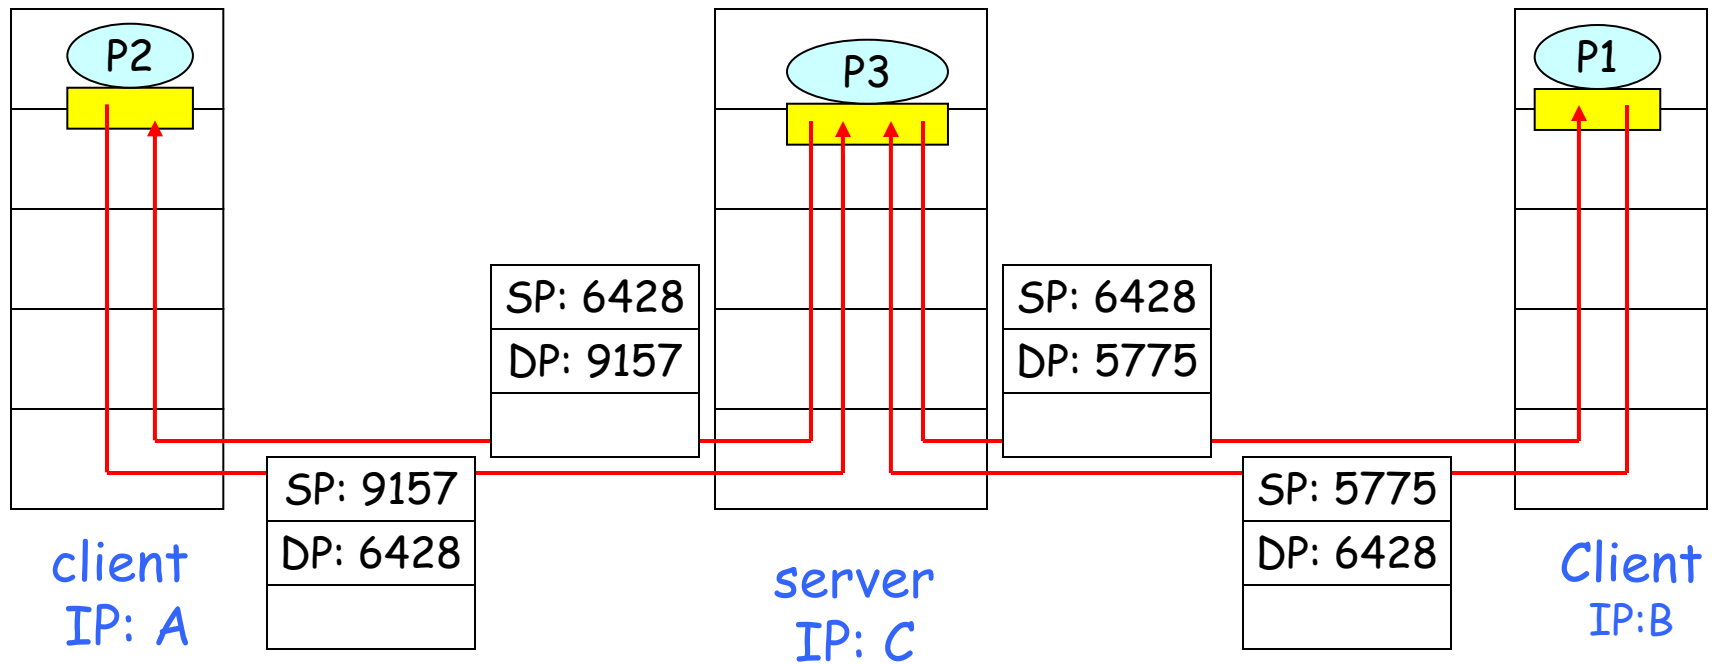 P2
P3
P1
SP: 6428
DP: 9157
SP: 6428
DP: 5775
SP: 9157
DP: 6428
SP: 5775
DP: 6428
client
IP: A
server
IP: C
Client
IP:B